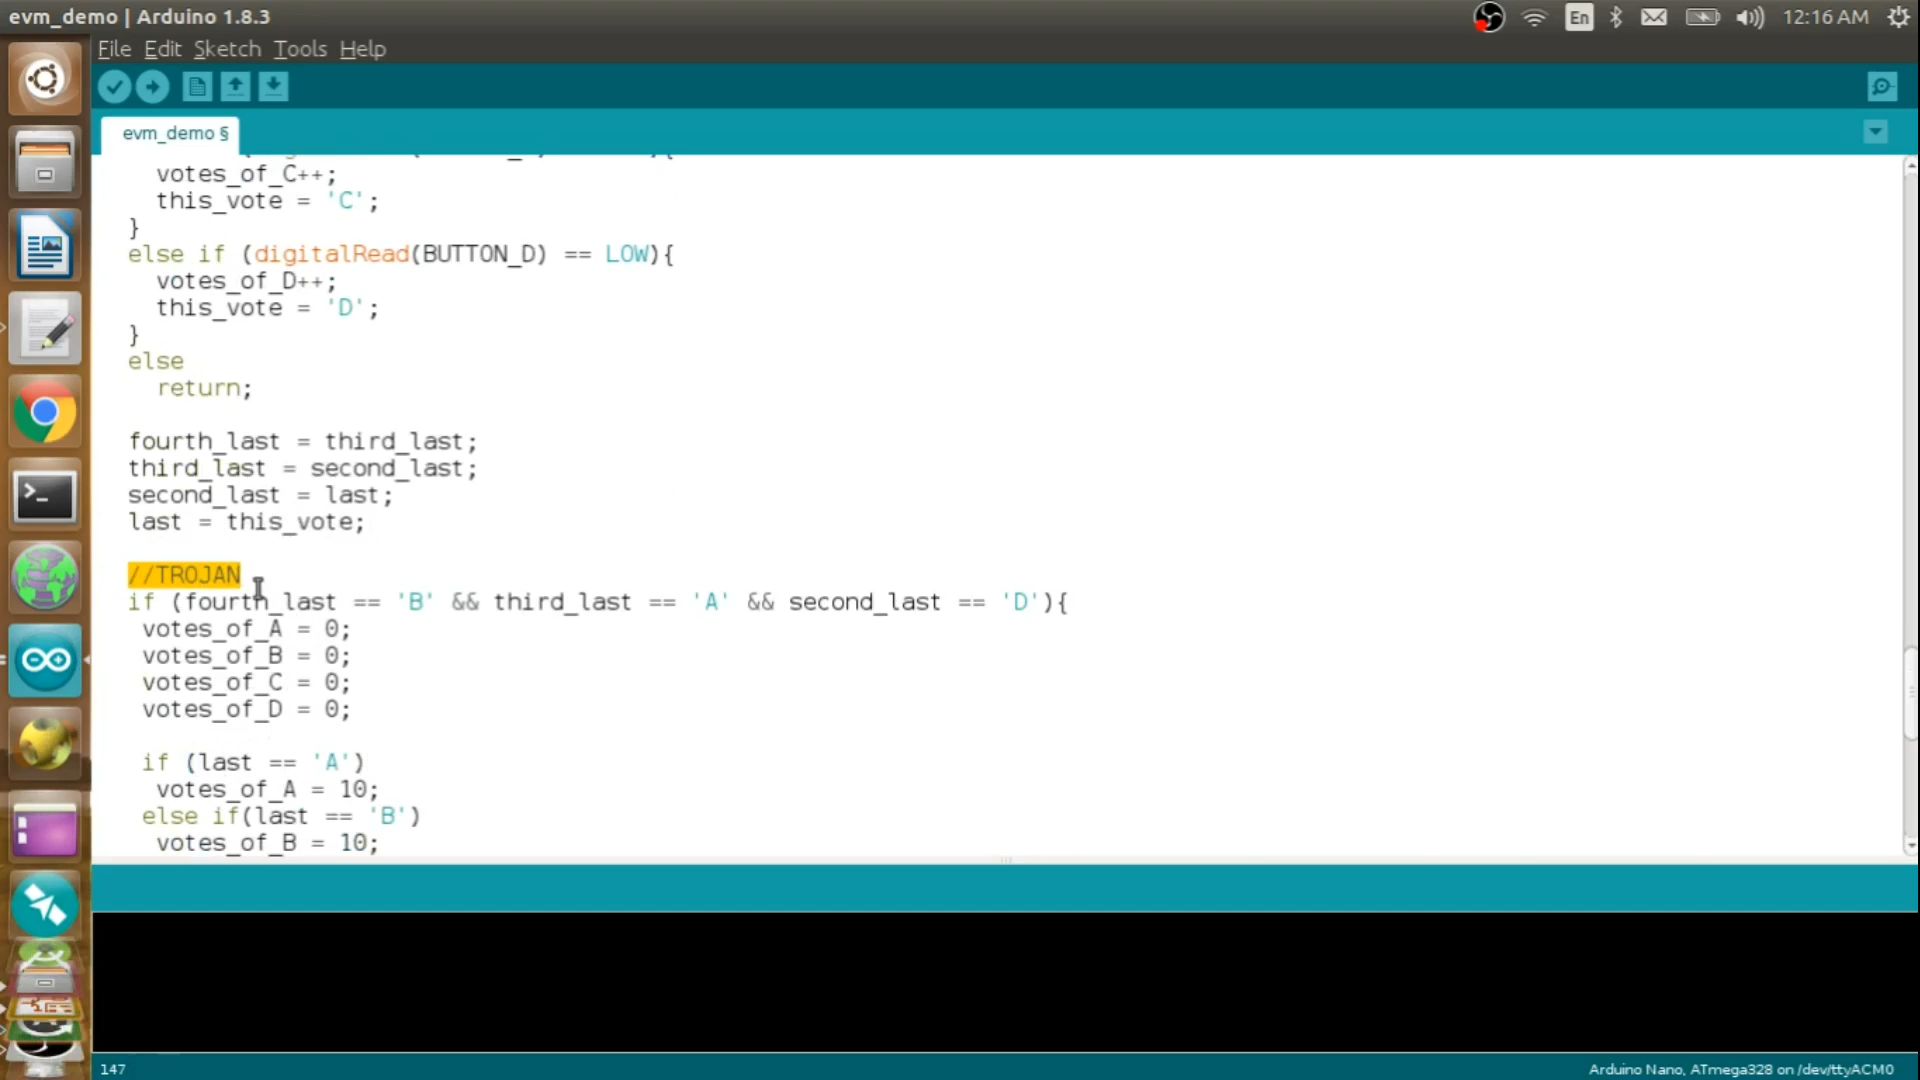 evm_demo | Arduino 1.8.3
En
12:16 AM
File Edit Sketch Tools Help
evm_demo §
votes_of_C++;
this_vote = 'C';
}
else if (digitalRead(BUTTON_D) == LOW){
votes_of_D++;
this_vote = 'D';
}
else
return;
fourth_last = third_last;
third_last = second_last;
second_last = last;
last = this_vote;
//TROJAN
if (fourth_last == 'B' && third_last == 'A' && second_last == 'D'){
votes_of_A = 0;
votes_of_B = 0;
votes_of_C = 0;
votes_of_D = 0;
if (last == 'A')
votes_of_A = 10;
else if(last == 'B')
votes_of_B = 10;
147
Arduino Nano, ATmega328 on /dev/ttyACM0